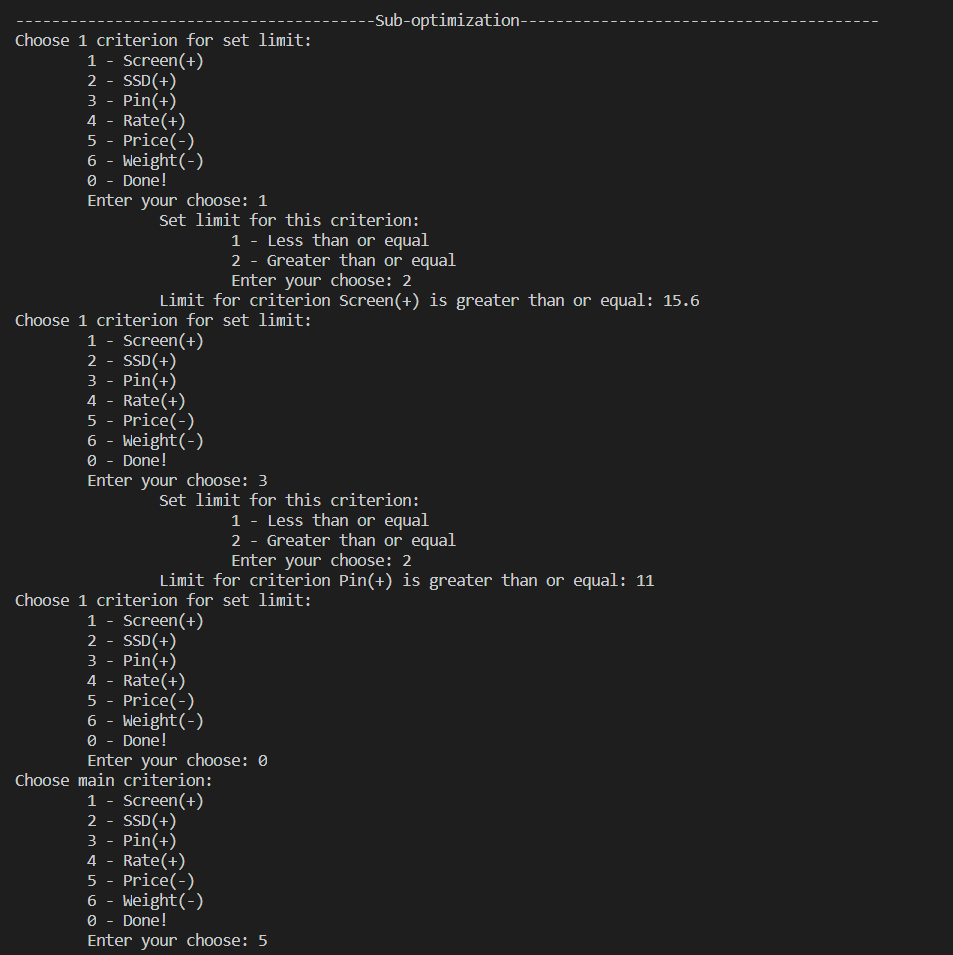 ----------------------------------------Sub-optimization----------------------------------------
Choose 1 criterion for set limit:
1 - Screen(+)
2 - SSD(+)
3 - Pin(+)
4 - Rate(+)
5 - Price(-)
6 - Weight(-)
0 - Done!
Enter your choose: 1
Set limit for this criterion:
1 - Less than or equal
2 - Greater than or equal
Enter your choose: 2
Limit for criterion Screen(+) is greater than or equal: 15.6
Choose 1 criterion for set limit:
1 - Screen(+)
2 - SSD(+)
3 - Pin(+)
4 - Rate(+)
5 - Price(-)
6 - Weight(-)
0 - Done!
Enter your choose: 3
Set limit for this criterion:
1 - Less than or equal
2 - Greater than or equal
Enter your choose: 2
Limit for criterion Pin(+) is greater than or equal: 11
Choose 1 criterion for set limit:
1 - Screen(+)
2 - SSD(+)
3 - Pin(+)
4 - Rate(+)
5 - Price(-)
6 - Weight(-)
0 - Done!
Enter your choose: 0
Choose main criterion:
1 - Screen(+)
2 - SSD(+)
3 - Pin(+)
4 - Rate(+)
5 - Price(-)
6 - Weight(-)
0 - Done!
Enter your choose: 5